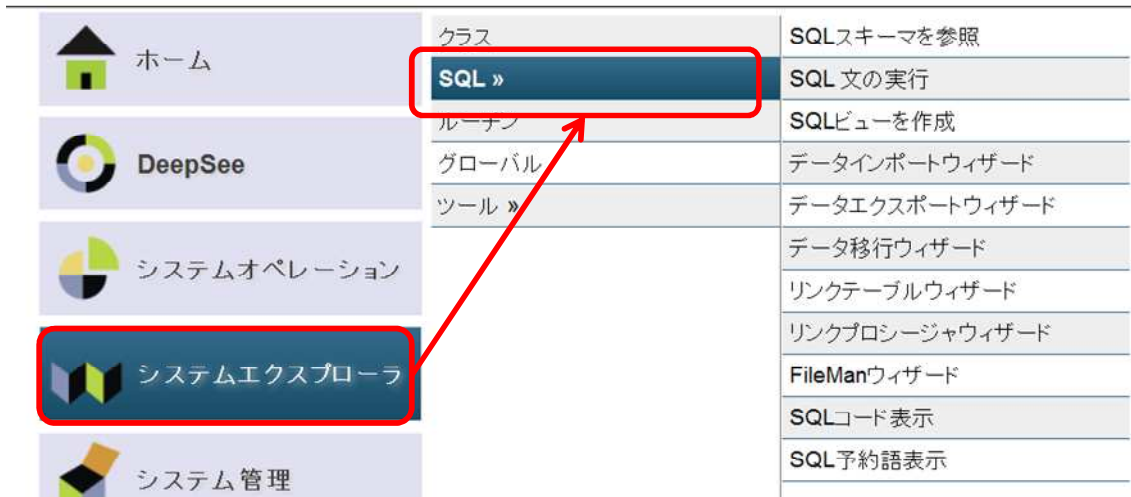 ホーム
DeepSee
システムオペレーション
システムエクスプローラ
システム管理
クラス
SQL »
ルーチン
グローバル
ツール »
SQLスキーマを参照
SQL 文の実行
SQLビューを作成
データインポートウィザード
データエクスポートウィザード
データ移行ウィザード
リンクテーブルウィザード
リンクプロシージャウィザード
FileManウィザード
SQLコード表示
SQL予約語表示